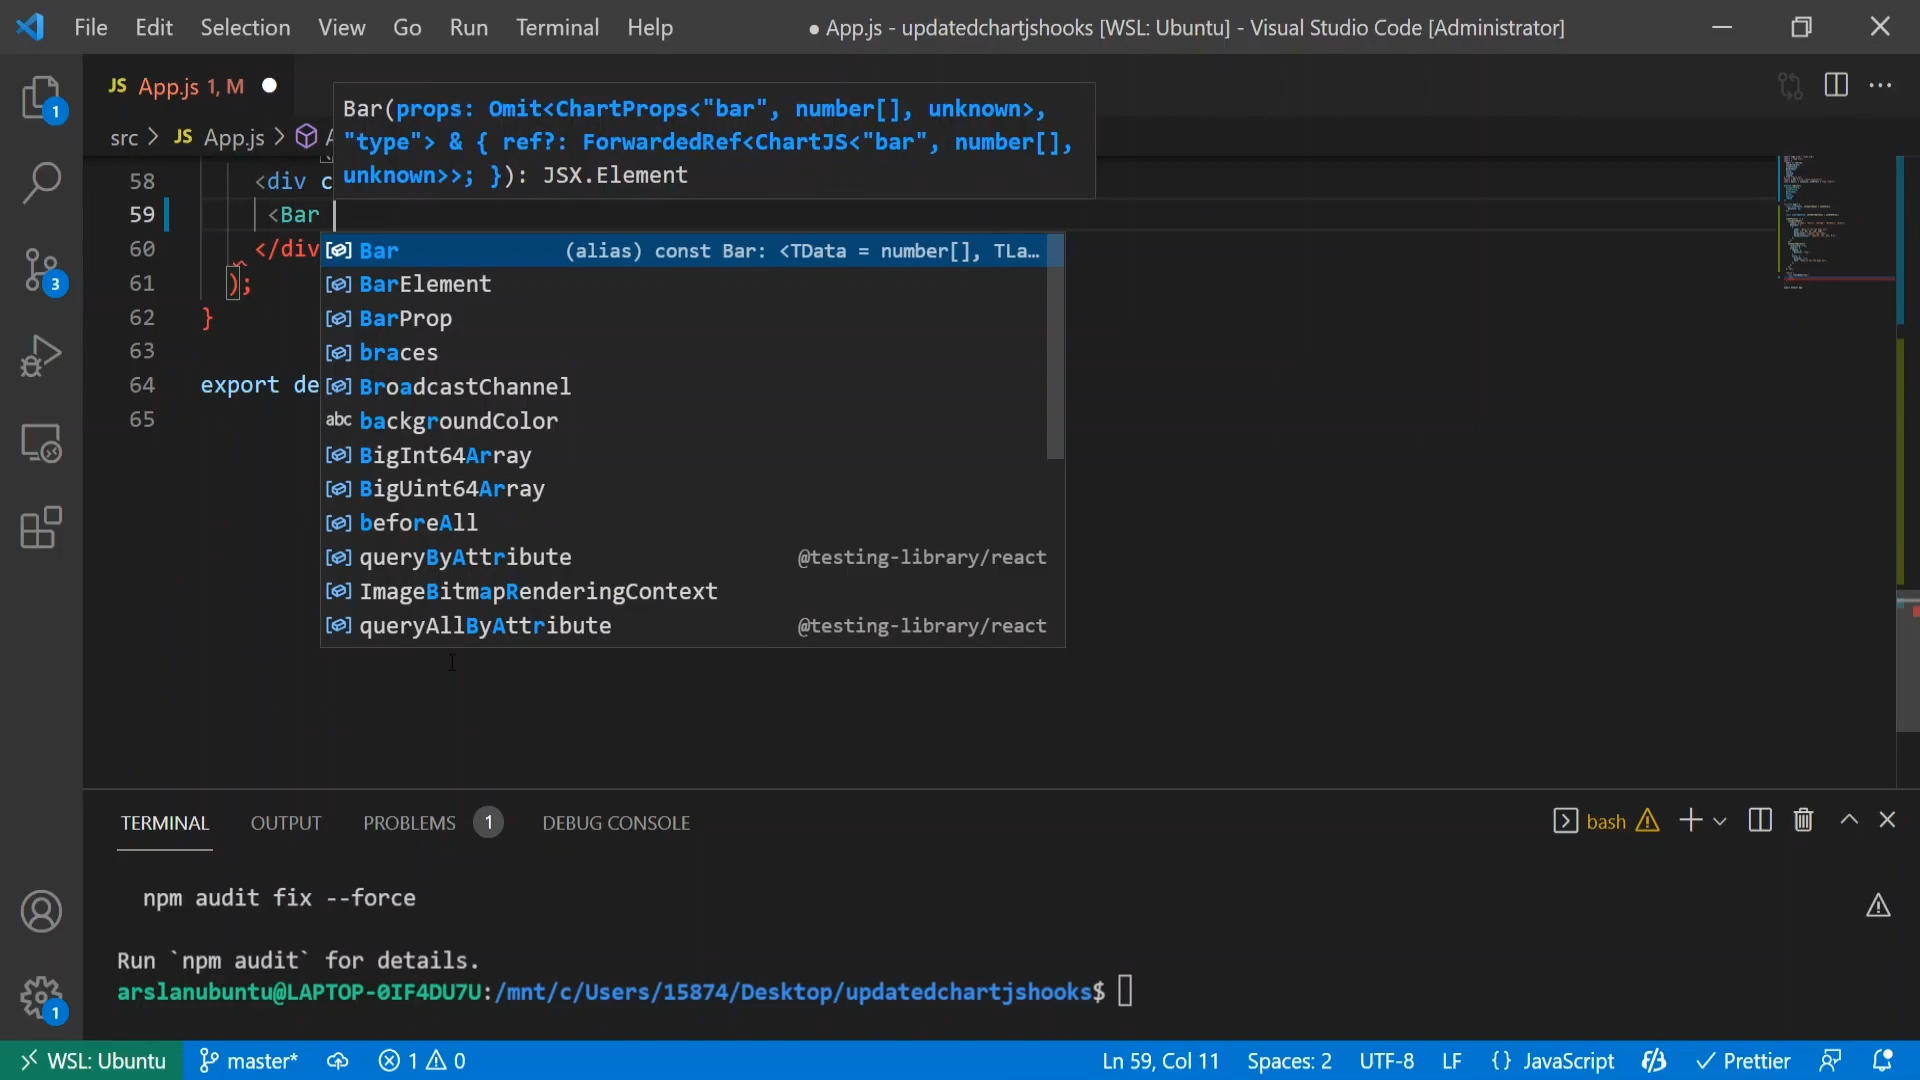 File Edit Selection View Go Run Terminal Help ● App.js - updatedchartjshooks [WSL: Ubuntu] - Visual Studio Code [Administrator]
JS App.js 1, M
src > JS App.js >
Bar(props: Omit<ChartProps<"bar", number[], unknown>,
"type"> & { ref?: ForwardedRef<ChartJS<"bar", number[],
unknown>>; }): JSX.Element
58 <div c
59 <Bar
60 </div
61 );
62 }
63
64 export de
65
Bar (alias) const Bar: <TData = number[], TLa…
BarElement
BarProp
braces
BroadcastChannel
abc backgroundColor
BigInt64Array
BigUint64Array
beforeAll
queryByAttribute @testing-library/react
ImageBitmapRenderingContext
queryAllByAttribute @testing-library/react
1
3
1
TERMINAL OUTPUT PROBLEMS 1 DEBUG CONSOLE bash
npm audit fix --force
Run `npm audit` for details.
arslanubuntu@LAPTOP-0IF4DU7U:/mnt/c/Users/15874/Desktop/updatedchartjshooks$
WSL: Ubuntu master* 1 0 Ln 59, Col 11 Spaces: 2 UTF-8 LF {} JavaScript Prettier